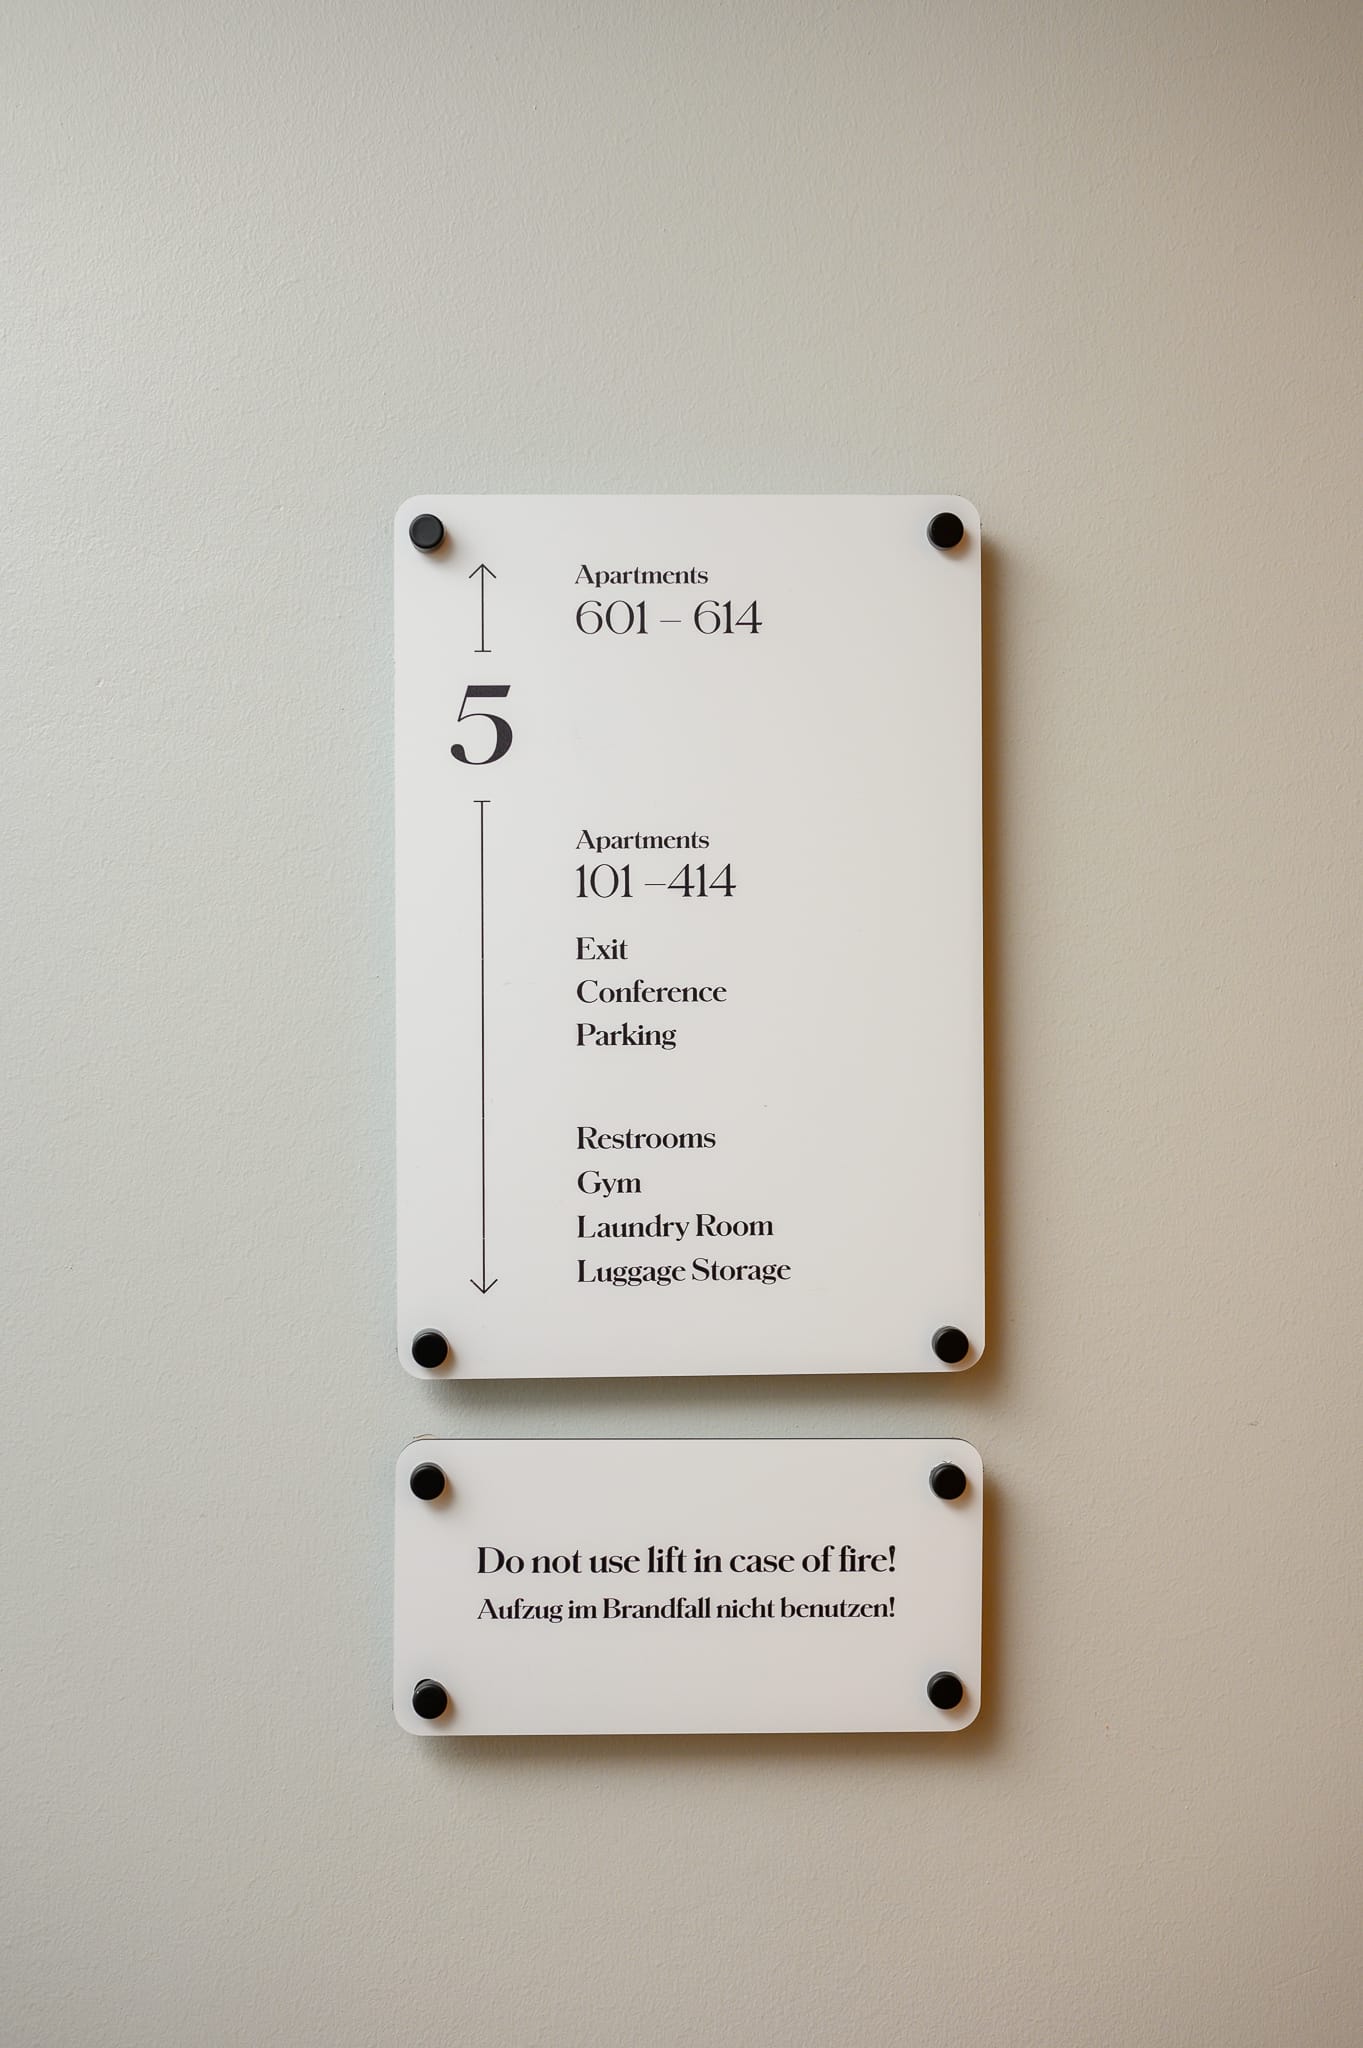 Apartments
601 – 614
5
Apartments
101 –414
Exit
Conference
Parking
Restrooms
Gym
Laundry Room
Luggage Storage
Do not use lift in case of fire!
Aufzug im Brandfall nicht benutzen!